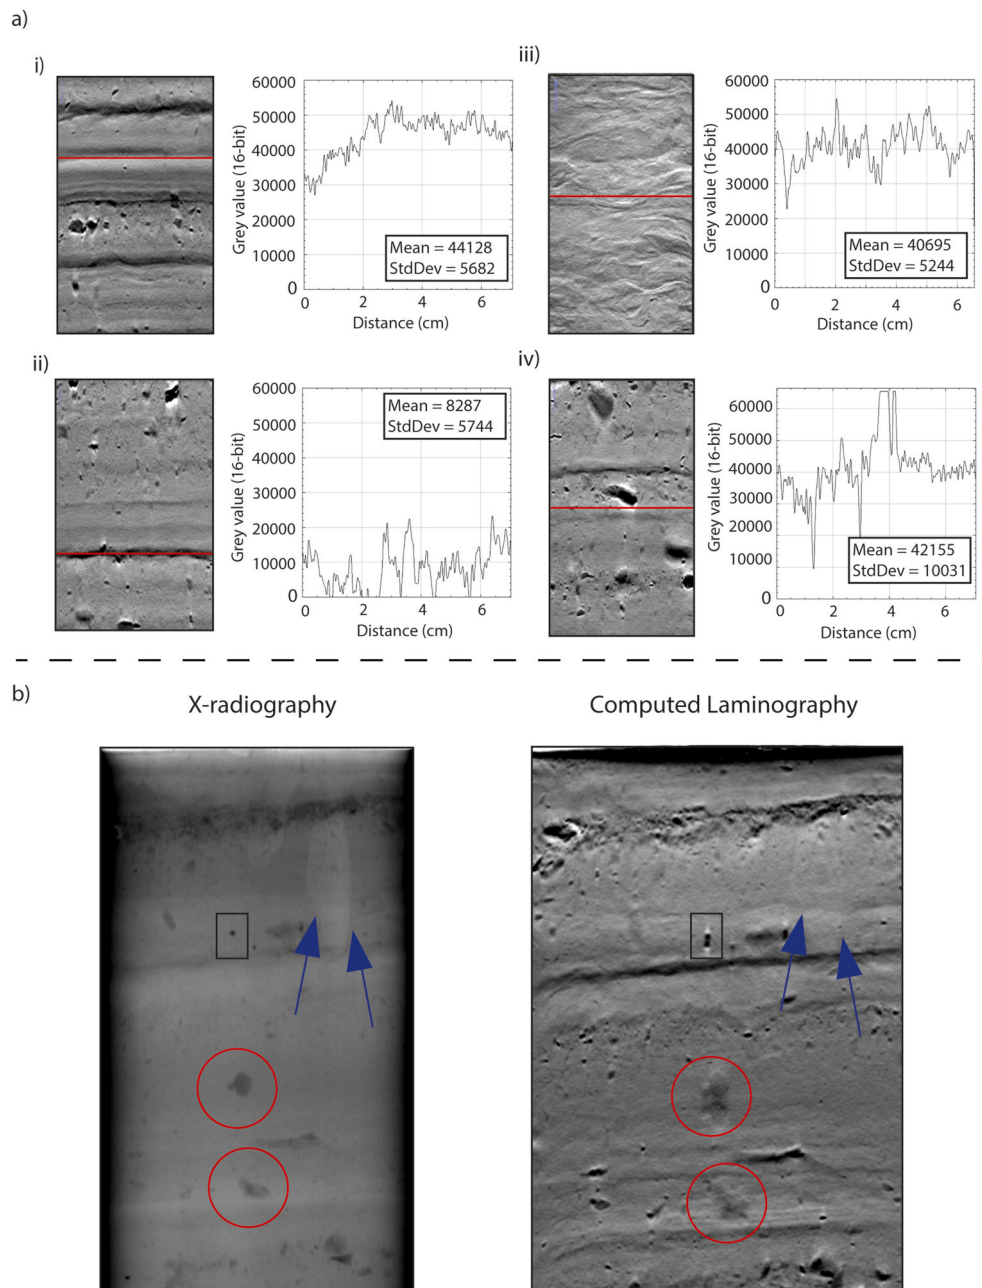 a)
i)
60000
50000
40000
30000
20000
10000
0
Grey value (16-bit)
Mean = 44128
StdDev = 5682
0 2 4 6
Distance (cm)
iii)
60000
50000
40000
30000
20000
10000
0
Grey value (16-bit)
Mean = 40695
StdDev = 5244
0 2 4 6
Distance (cm)
ii)
60000
50000
40000
30000
20000
10000
0
Grey value (16-bit)
Mean = 8287
StdDev = 5744
0 2 4 6
Distance (cm)
iv)
60000
50000
40000
30000
20000
10000
0
Grey value (16-bit)
Mean = 42155
StdDev = 10031
0 2 4 6
Distance (cm)
b)
X-radiography
Computed Laminography